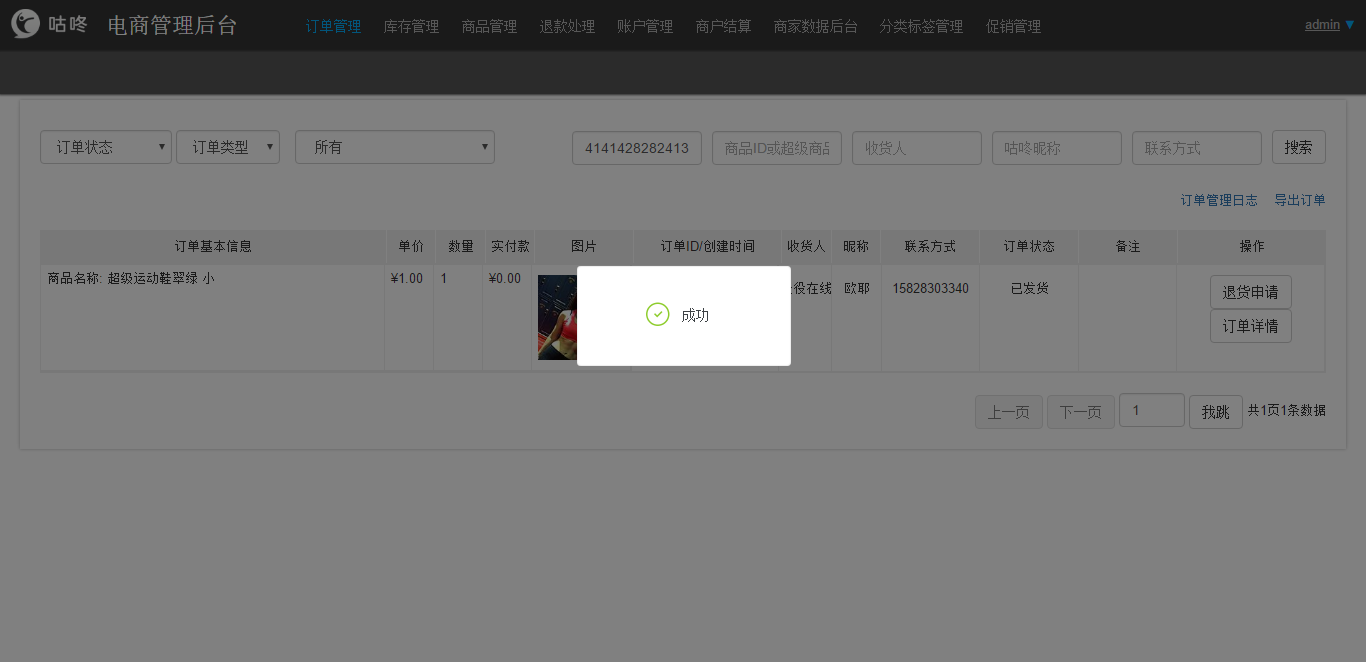 咕咚 电商管理后台 订单管理 库存管理 商品管理 退款处理 账户管理 商户结算 商家数据后台 分类标签管理 促销管理 admin
订单状态 订单类型 所有 4141428282413 商品ID或超级商品 收货人 咕咚昵称 联系方式 搜索
订单管理日志 导出订单
订单基本信息 单价 数量 实付款 图片 订单ID/创建时间 收货人 昵称 联系方式 订单状态 备注 操作
商品名称: 超级运动鞋翠绿 小 ¥1.00 1 ¥0.00 役在线 欧耶 15828303340 已发货 退货申请
订单详情
成功
上一页 下一页 1 我跳 共1页1条数据